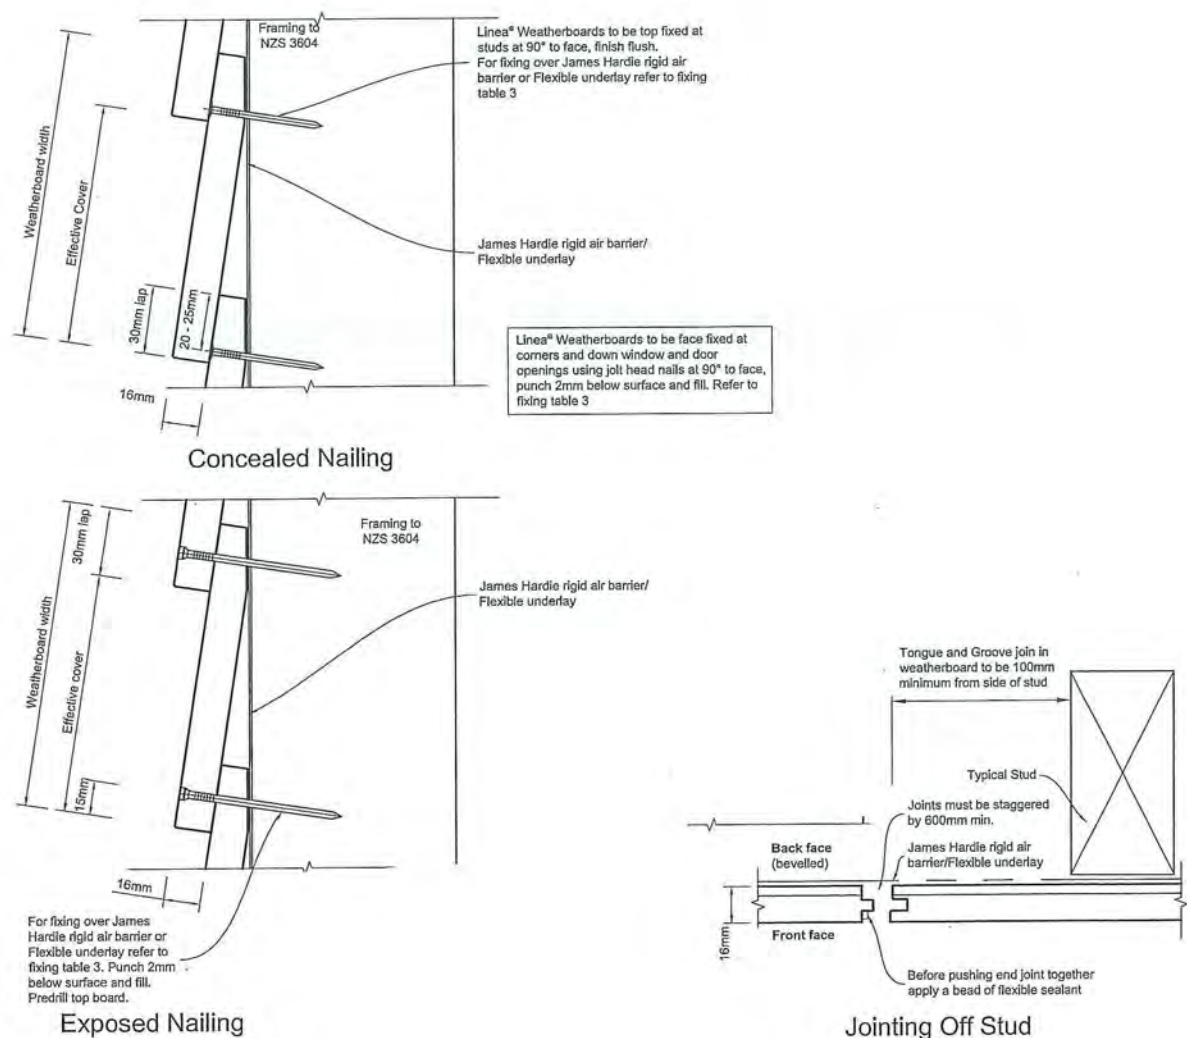 Framing to
NZS 3604
Linea® Weatherboards to be top fixed at
studs at 90° to face, finish flush.
For fixing over James Hardie rigid air
barrier or Flexible underlay refer to fixing
table 3
Weatherboard width
Effective Cover
James Hardie rigid air barrier/
Flexible underlay
30mm lap
20 - 25mm
16mm
Linea® Weatherboards to be face fixed at
corners and down window and door
openings using jolt head nails at 90° to face,
punch 2mm below surface and fill. Refer to
fixing table 3
Concealed Nailing
30mm lap
Framing to
NZS 3604
Weatherboard width
Effective cover
James Hardie rigid air barrier/
Flexible underlay
15mm
16mm
For fixing over James
Hardie rigid air barrier or
Flexible underlay refer to
fixing table 3. Punch 2mm
below surface and fill.
Predrill top board.
Exposed Nailing
Tongue and Groove join in
weatherboard to be 100mm
minimum from side of stud
Typical Stud
Joints must be staggered
by 600mm min.
Back face
(bevelled)
James Hardie rigid air
barrier/Flexible underlay
16mm
Front face
Before pushing end joint together
apply a bead of flexible sealant
Jointing Off Stud